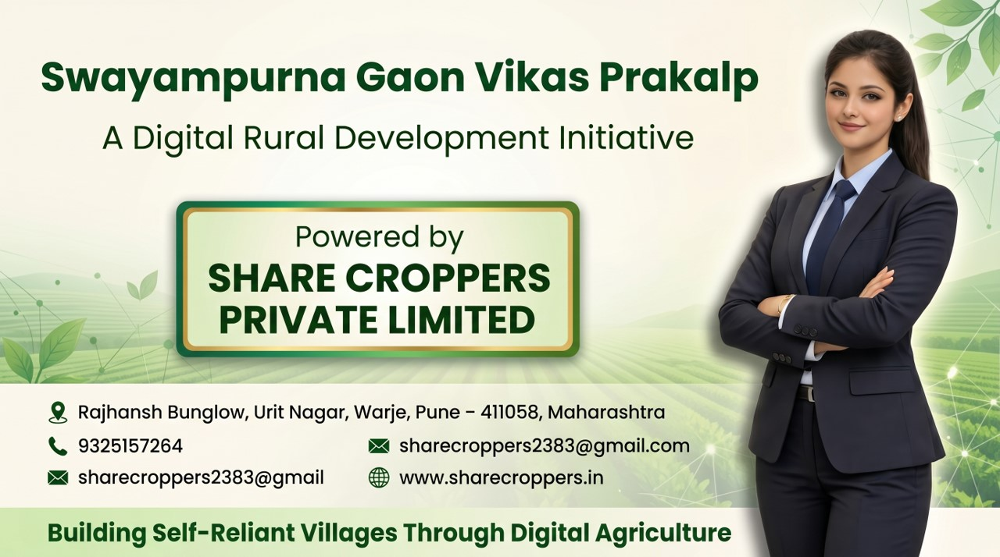 Swayampurna Gaon Vikas Prakalp
A Digital Rural Development Initiative
Powered by
SHARE CROPPERS
PRIVATE LIMITED
Rajhansh Bunglow, Urit Nagar, Warje, Pune – 411058, Maharashtra
9325157264
sharecroppers2383@gmail.com
sharecroppers2383@gmail
www.sharecroppers.in
Building Self-Reliant Villages Through Digital Agriculture